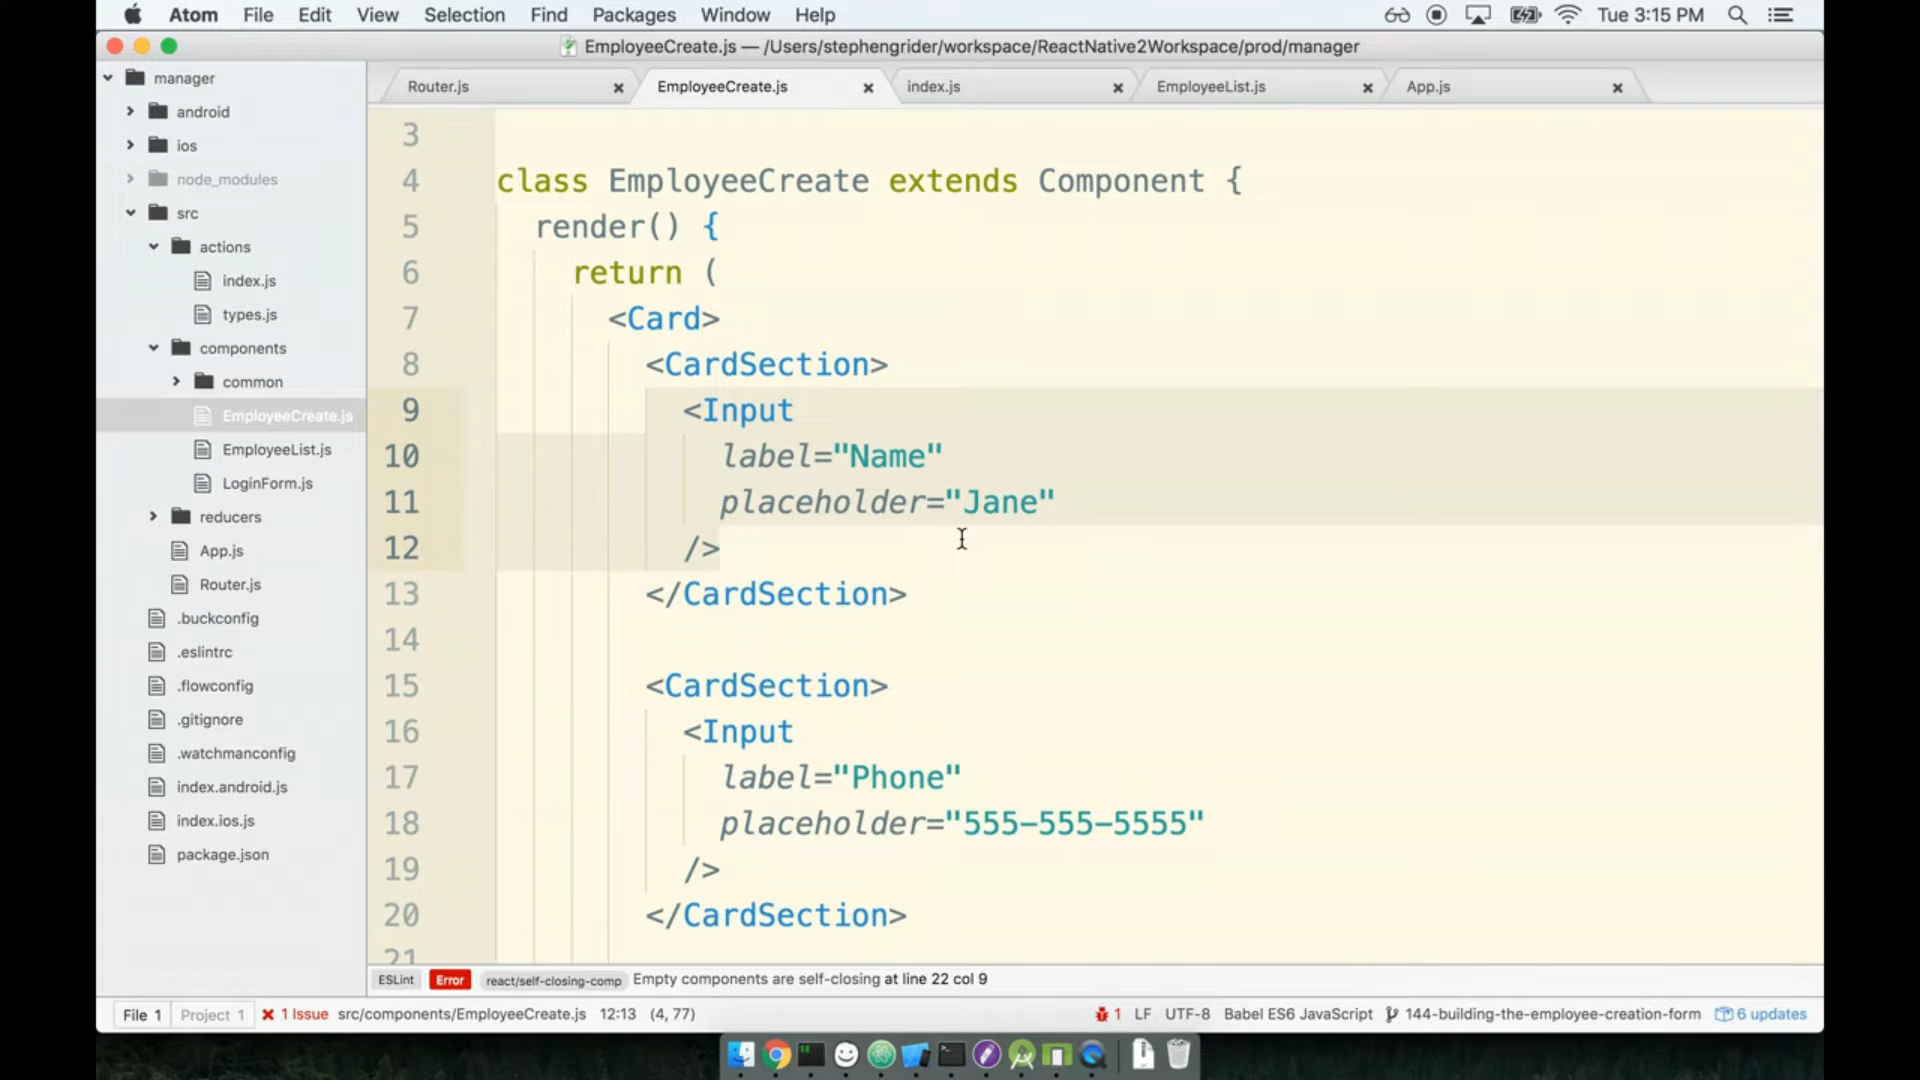 Atom File Edit View Selection Find Packages Window Help Tue 3:15 PM
EmployeeCreate.js — /Users/stephengrider/workspace/ReactNative2Workspace/prod/manager
manager
android
ios
node_modules
src
actions
index.js
types.js
components
common
EmployeeCreate.js
EmployeeList.js
LoginForm.js
reducers
App.js
Router.js
.buckconfig
.eslintrc
.flowconfig
.gitignore
.watchmanconfig
index.android.js
index.ios.js
package.json
Router.js EmployeeCreate.js index.js EmployeeList.js App.js
3
4 class EmployeeCreate extends Component {
5 render() {
6 return (
7 <Card>
8 <CardSection>
9 <Input
10 label="Name"
11 placeholder="Jane"
12 />
13 </CardSection>
14
15 <CardSection>
16 <Input
17 label="Phone"
18 placeholder="555-555-5555"
19 />
20 </CardSection>
21
ESLint Error react/self-closing-comp Empty components are self-closing at line 22 col 9
File 1 Project 1 1 Issue src/components/EmployeeCreate.js 12:13 (4, 77) 1 LF UTF-8 Babel ES6 JavaScript 144-building-the-employee-creation-form 6 updates